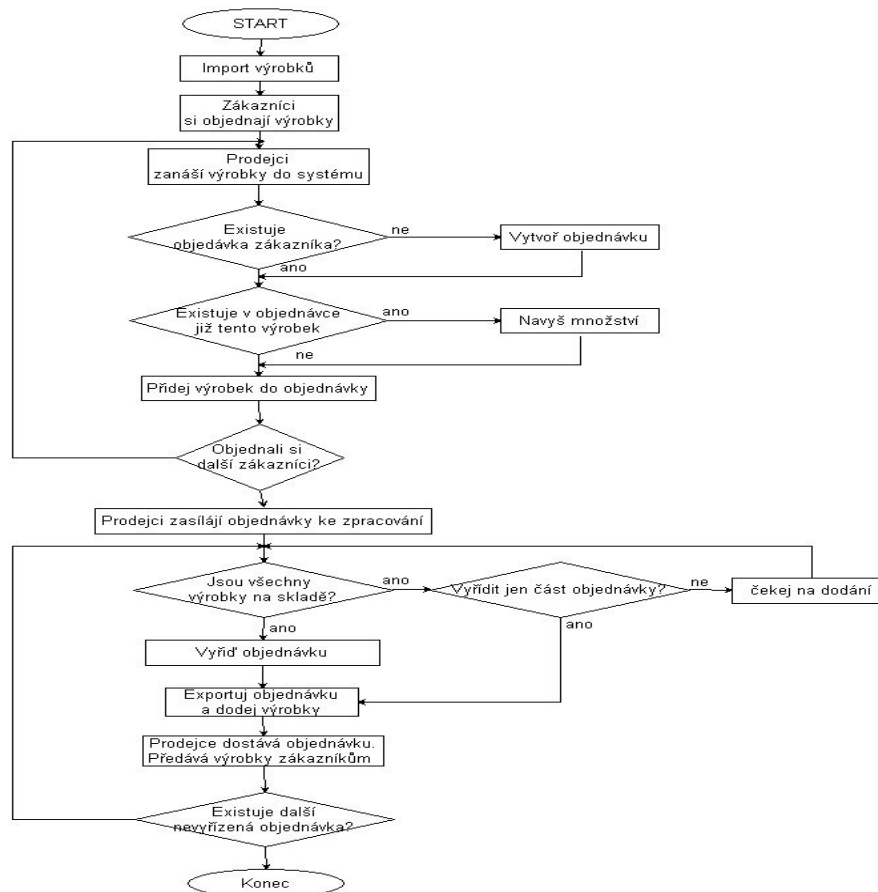 START
Import výrobků
Zákazníci
si objednají výrobky
Prodejci
zanáší výrobky do systému
Existuje
objedávka zákazníka?
ne
Vytvoř objednávku
ano
Existuje v objednávce
již tento výrobek
ano
Navyš množství
ne
Přidej výrobek do objednávky
Objednali si
další zákazníci?
Prodejci zasílájí objednávky ke zpracování
Jsou všechny
výrobky na skladě?
ano
Vyřídit jen část objednávky?
ne
čekej na dodání
ano
ano
Vyřiď objednávku
Exportuj objednávku
a dodej výrobky
Prodejce dostává objednávku.
Předává výrobky zákazníkům
Existuje další
nevyřízená objednávka?
Konec